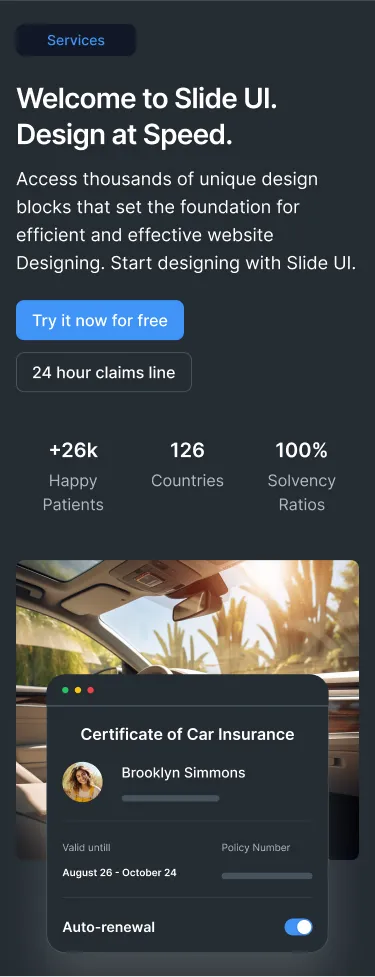 Services
Welcome to Slide UI.
Design at Speed.
Access thousands of unique design
blocks that set the foundation for
efficient and effective website
Designing. Start designing with Slide UI.
Try it now for free
24 hour claims line
+26k
Happy
Patients
126
Countries
100%
Solvency
Ratios
Certificate of Car Insurance
Brooklyn Simmons
Valid untill
August 26 - October 24
Policy Number
Auto-renewal